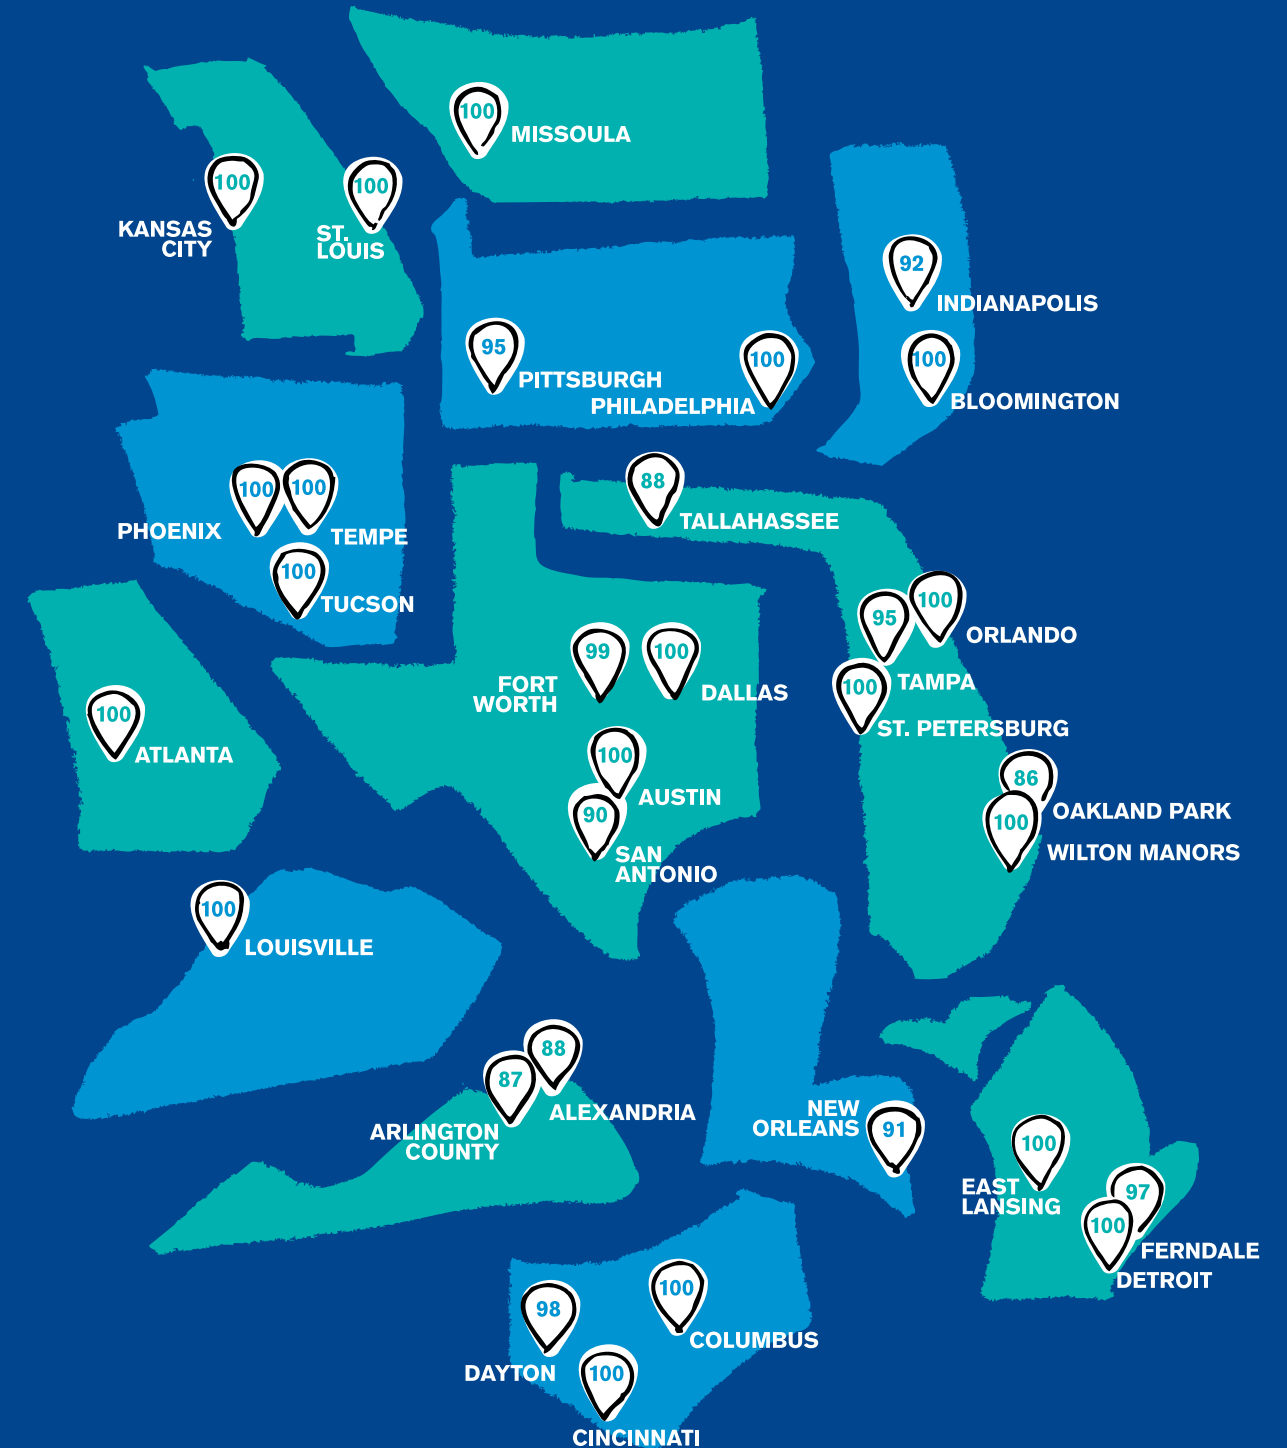 100
MISSOULA
100
KANSAS
CITY
100
ST.
LOUIS
95
PITTSBURGH
100
PHILADELPHIA
92
INDIANAPOLIS
100
BLOOMINGTON
100
PHOENIX
100
TEMPE
100
TUCSON
88
TALLAHASSEE
95
TAMPA
100
ORLANDO
100
ST. PETERSBURG
86
OAKLAND PARK
100
WILTON MANORS
99
FORT
WORTH
100
DALLAS
100
AUSTIN
90
SAN
ANTONIO
100
ATLANTA
100
LOUISVILLE
88
ALEXANDRIA
87
ARLINGTON
COUNTY
NEW
ORLEANS
91
100
EAST
LANSING
97
FERNDALE
100
DETROIT
98
DAYTON
100
COLUMBUS
100
CINCINNATI